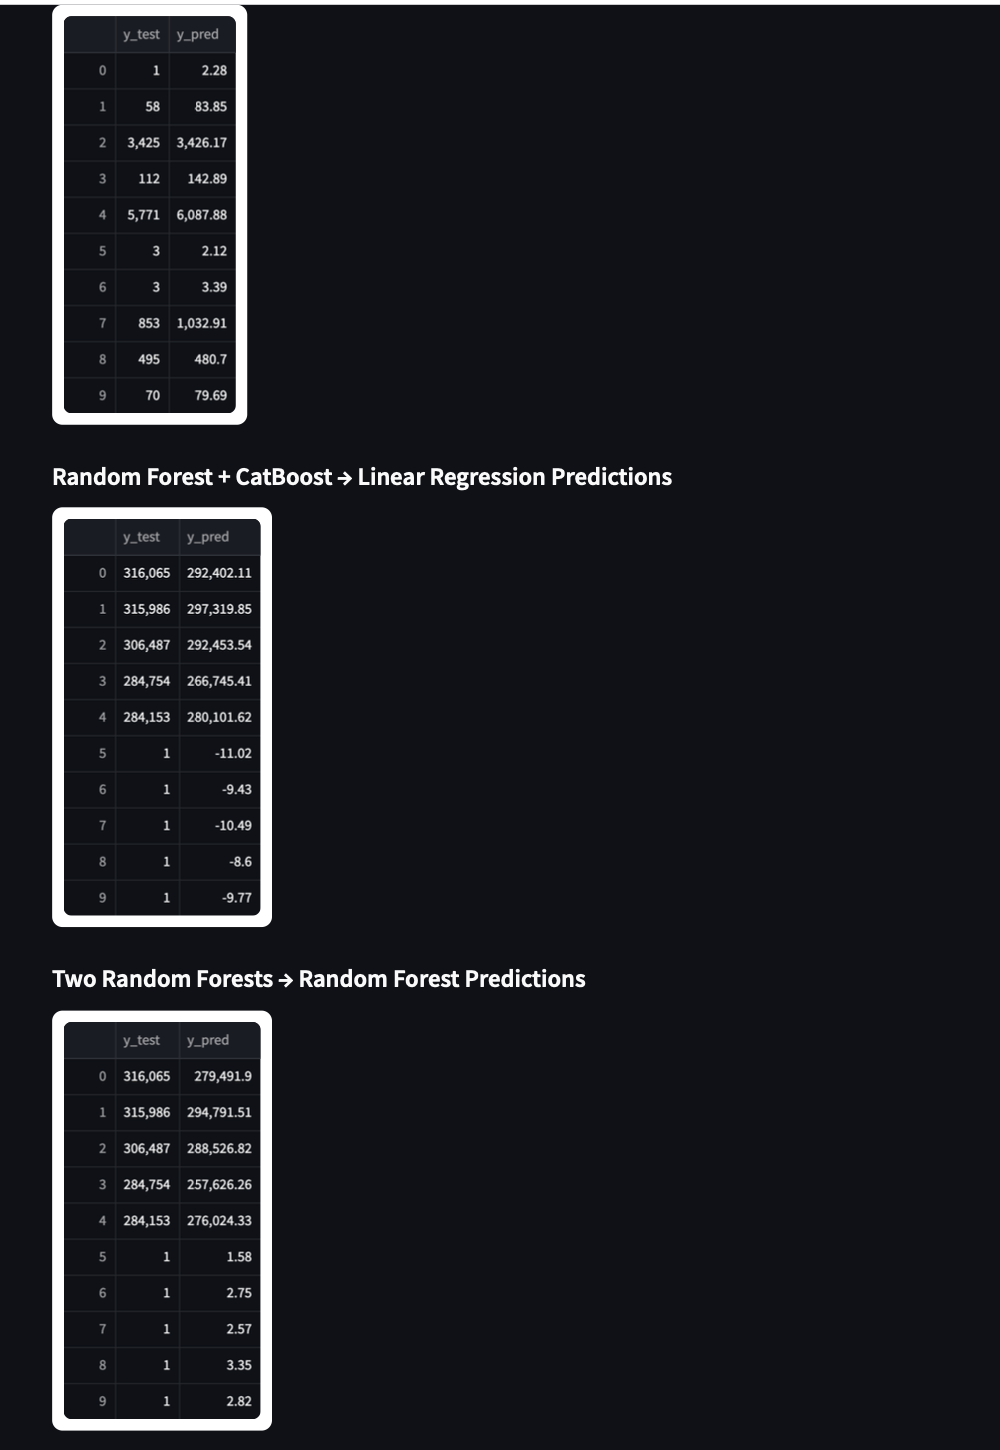 y_test y_pred
0 1 2.28
1 58 83.85
2 3,425 3,426.17
3 112 142.89
4 5,771 6,087.88
5 3 2.12
6 3 3.39
7 853 1,032.91
8 495 480.7
9 70 79.69
Random Forest + CatBoost → Linear Regression Predictions
y_test y_pred
0 316,065 292,402.11
1 315,986 297,319.85
2 306,487 292,453.54
3 284,754 266,745.41
4 284,153 280,101.62
5 1 -11.02
6 1 -9.43
7 1 -10.49
8 1 -8.6
9 1 -9.77
Two Random Forests → Random Forest Predictions
y_test y_pred
0 316,065 279,491.9
1 315,986 294,791.51
2 306,487 288,526.82
3 284,754 257,626.26
4 284,153 276,024.33
5 1 1.58
6 1 2.75
7 1 2.57
8 1 3.35
9 1 2.82